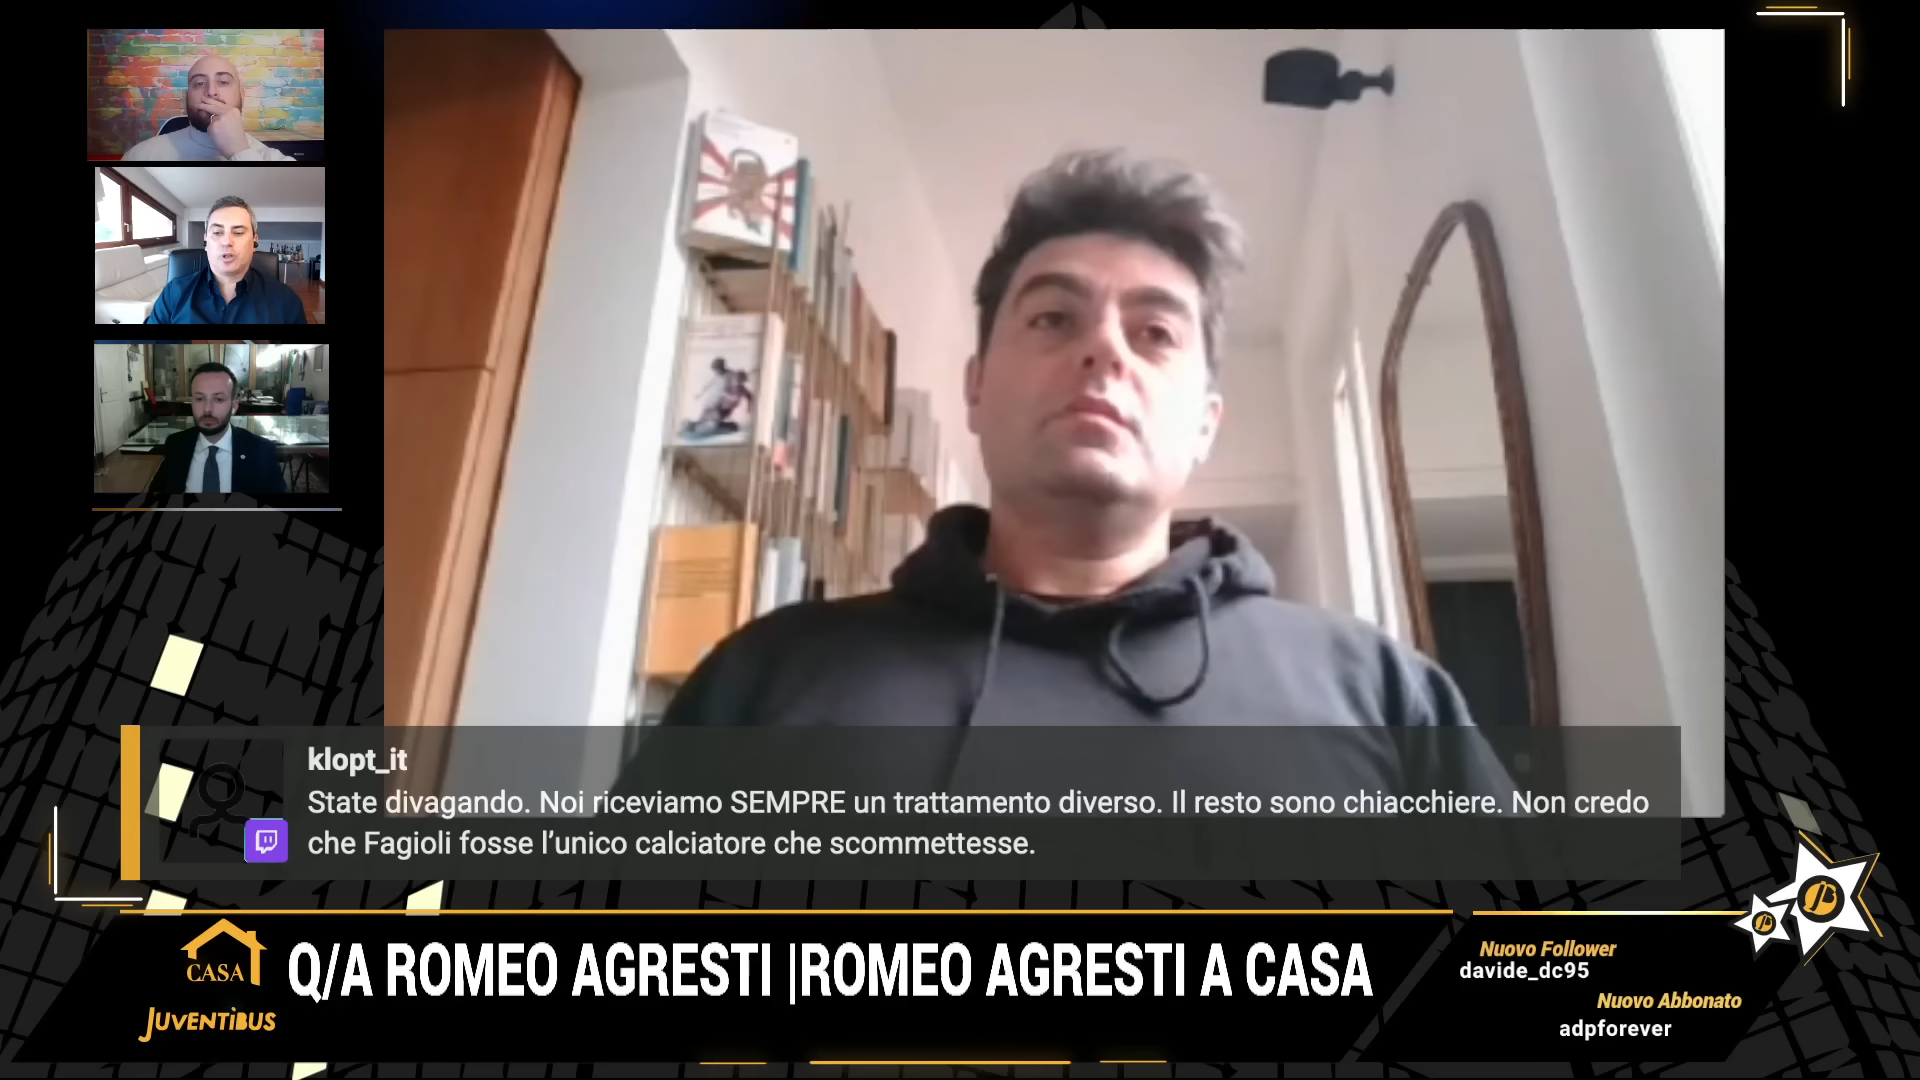 klopt_it
State divagando. Noi riceviamo SEMPRE un trattamento diverso. Il resto sono chiacchiere. Non credo
che Fagioli fosse l’unico calciatore che scommettesse.
CASA
JUVENTIBUS
Q/A ROMEO AGRESTI |ROMEO AGRESTI A CASA
Nuovo Follower
davide_dc95
Nuovo Abbonato
adpforever